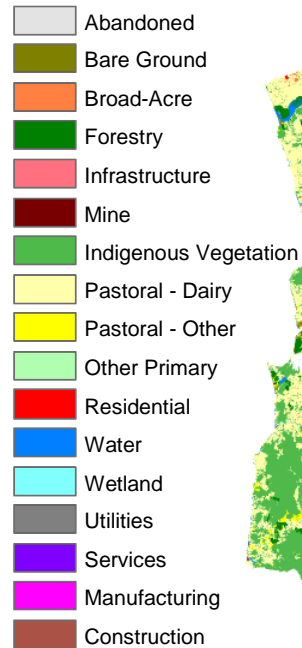 Abandoned
Bare Ground
Broad-Acre
Forestry
Infrastructure
Mine
Indigenous Vegetation
Pastoral - Dairy
Pastoral - Other
Other Primary
Residential
Water
Wetland
Utilities
Services
Manufacturing
Construction